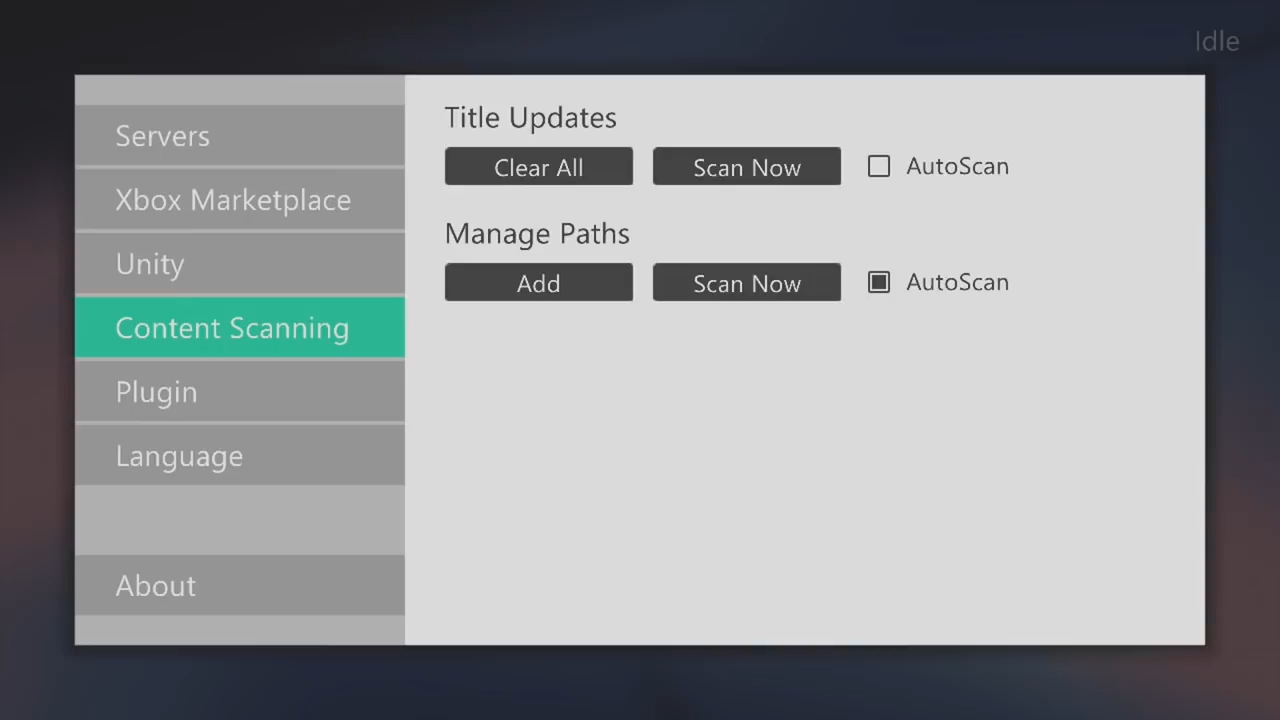 Idle
Servers
Xbox Marketplace
Unity
Content Scanning
Plugin
Language
About
Title Updates
Clear All Scan Now AutoScan
Manage Paths
Add Scan Now AutoScan